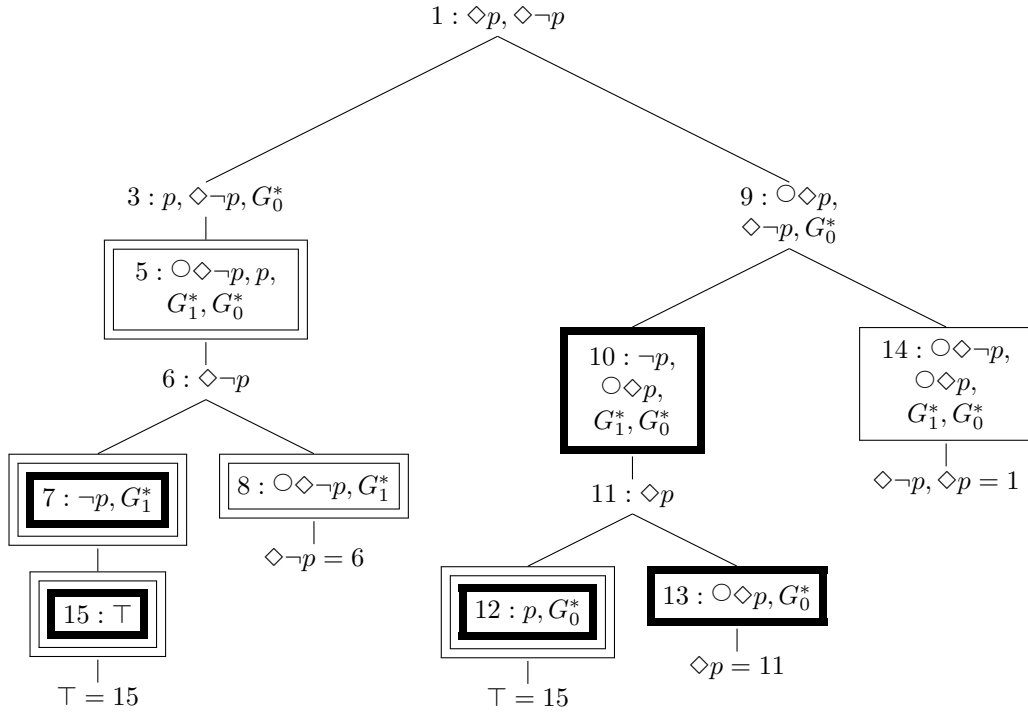 1 : ◇p, ◇¬p
3 : p, ◇¬p, G₀*
9 : ○◇p,
◇¬p, G₀*
5 : ○◇¬p, p,
G₁*, G₀*
10 : ¬p,
○◇p,
G₁*, G₀*
14 : ○◇¬p,
○◇p,
G₁*, G₀*
6 : ◇¬p
7 : ¬p, G₁*
8 : ○◇¬p, G₁*
11 : ◇p
◇¬p, ◇p = 1
◇¬p = 6
15 : ⊤
12 : p, G₀*
13 : ○◇p, G₀*
◇p = 11
⊤ = 15
⊤ = 15